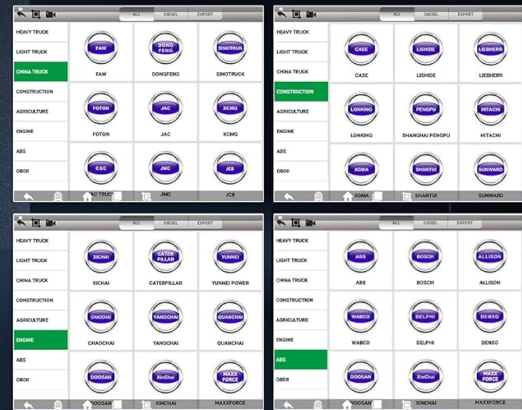 ALL DIESEL EXPERT
HEAVY TRUCK
LIGHT TRUCK
CHINA TRUCK
CONSTRUCTION
AGRICULTURE
ENGINE
ABS
OBDII
FAW DONG FENG SINOTRUK
FAW DONGFENG SINOTRUK
FOTON JAC XCMG
FOTON JAC XCMG
C&C JMC JCB
JMC JCB
ALL DIESEL EXPERT
HEAVY TRUCK
LIGHT TRUCK
CHINA TRUCK
CONSTRUCTION
AGRICULTURE
ENGINE
ABS
OBDII
CASE LISHIDE LIEBHERR
CASE LISHIDE LIEBHERR
LONKING PENGPU HITACHI
LONKING SHANGHAI PENGPU HITACHI
XGMA SHANTUI SUNWARD
XGMA SHANTUI SUNWARD
ALL DIESEL EXPERT
HEAVY TRUCK
LIGHT TRUCK
CHINA TRUCK
CONSTRUCTION
AGRICULTURE
ENGINE
ABS
OBDII
XICHAI CATER PILLAR YUNNEI
XICHAI CATERPILLAR YUNNEI POWER
CHAOCHAI YANGCHAI QUANCHAI
CHAOCHAI YANGCHAI QUANCHAI
DOOSAN XinChai MAXX FORCE
DOOSAN XINCHAI MAXXFORCE
ALL DIESEL EXPERT
HEAVY TRUCK
LIGHT TRUCK
CHINA TRUCK
CONSTRUCTION
AGRICULTURE
ENGINE
ABS
OBDII
ABS BOSCH ALLISON
ABS BOSCH ALLISON
WABCO DELPHI DENSO
WABCO DELPHI DENSO
DOOSAN XinChai MAXX FORCE
DOOSAN XINCHAI MAXXFORCE